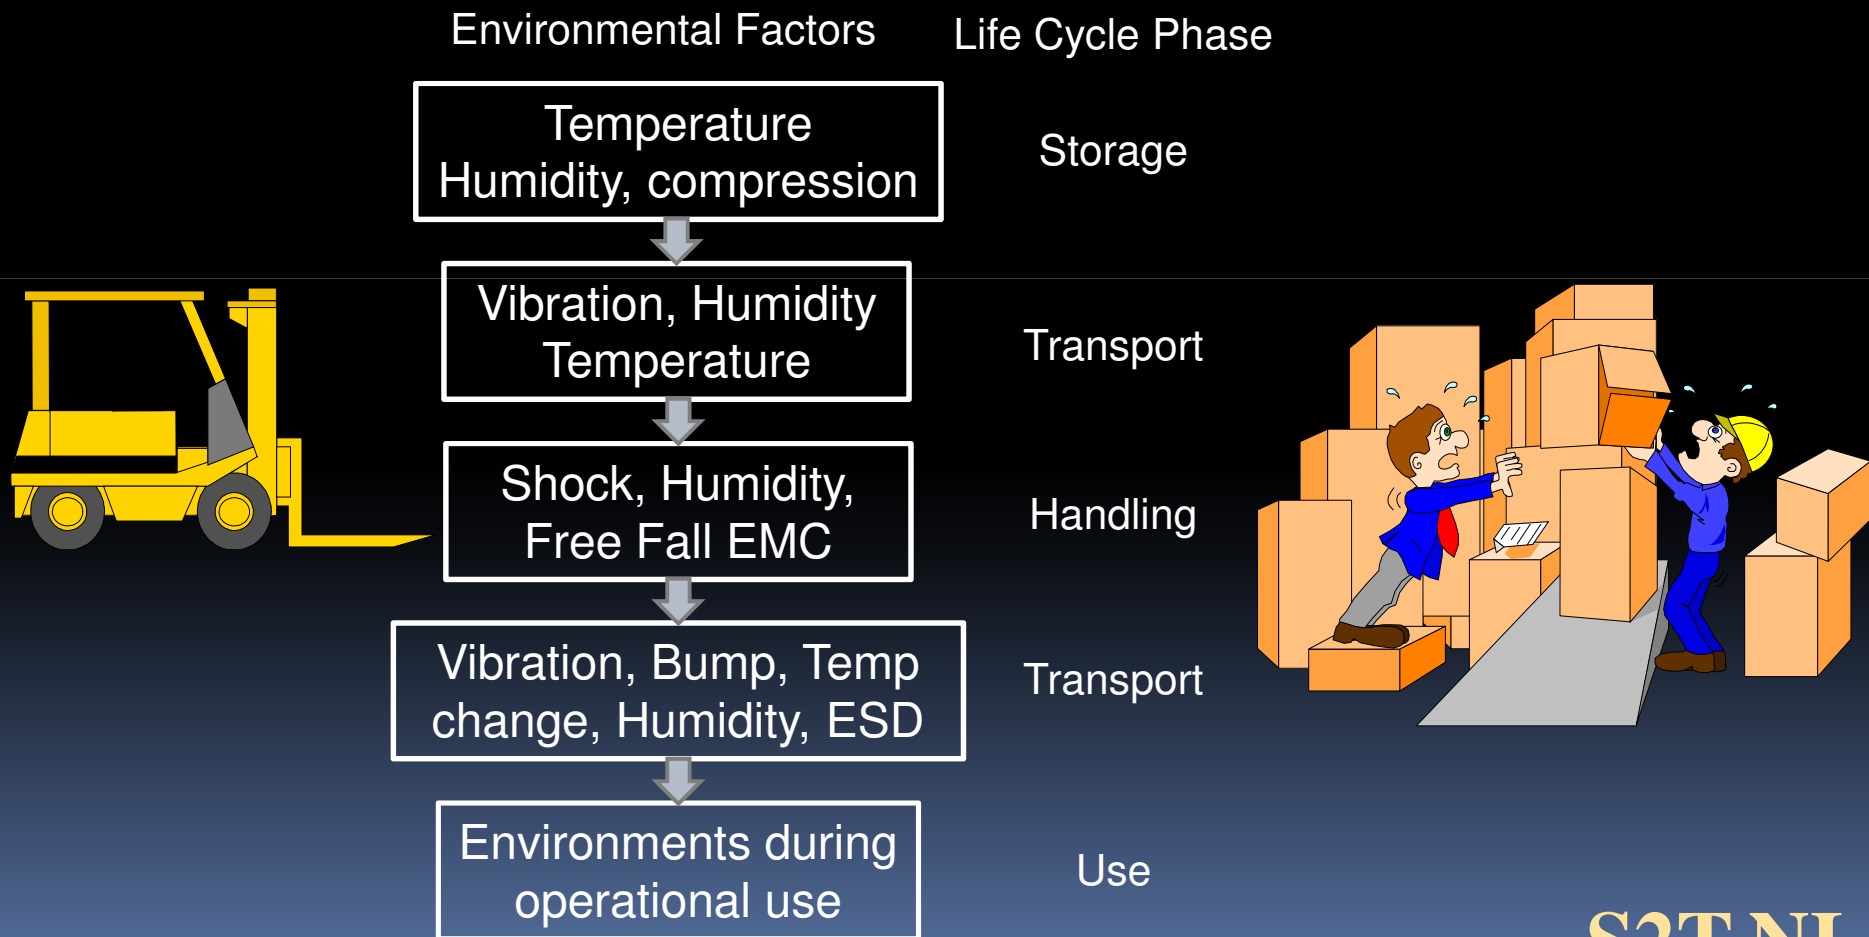 Environmental Factors
Life Cycle Phase
Temperature
Humidity, compression
Storage
Vibration, Humidity
Temperature
Transport
Shock, Humidity,
Free Fall EMC
Handling
Vibration, Bump, Temp
change, Humidity, ESD
Transport
Environments during
operational use
Use